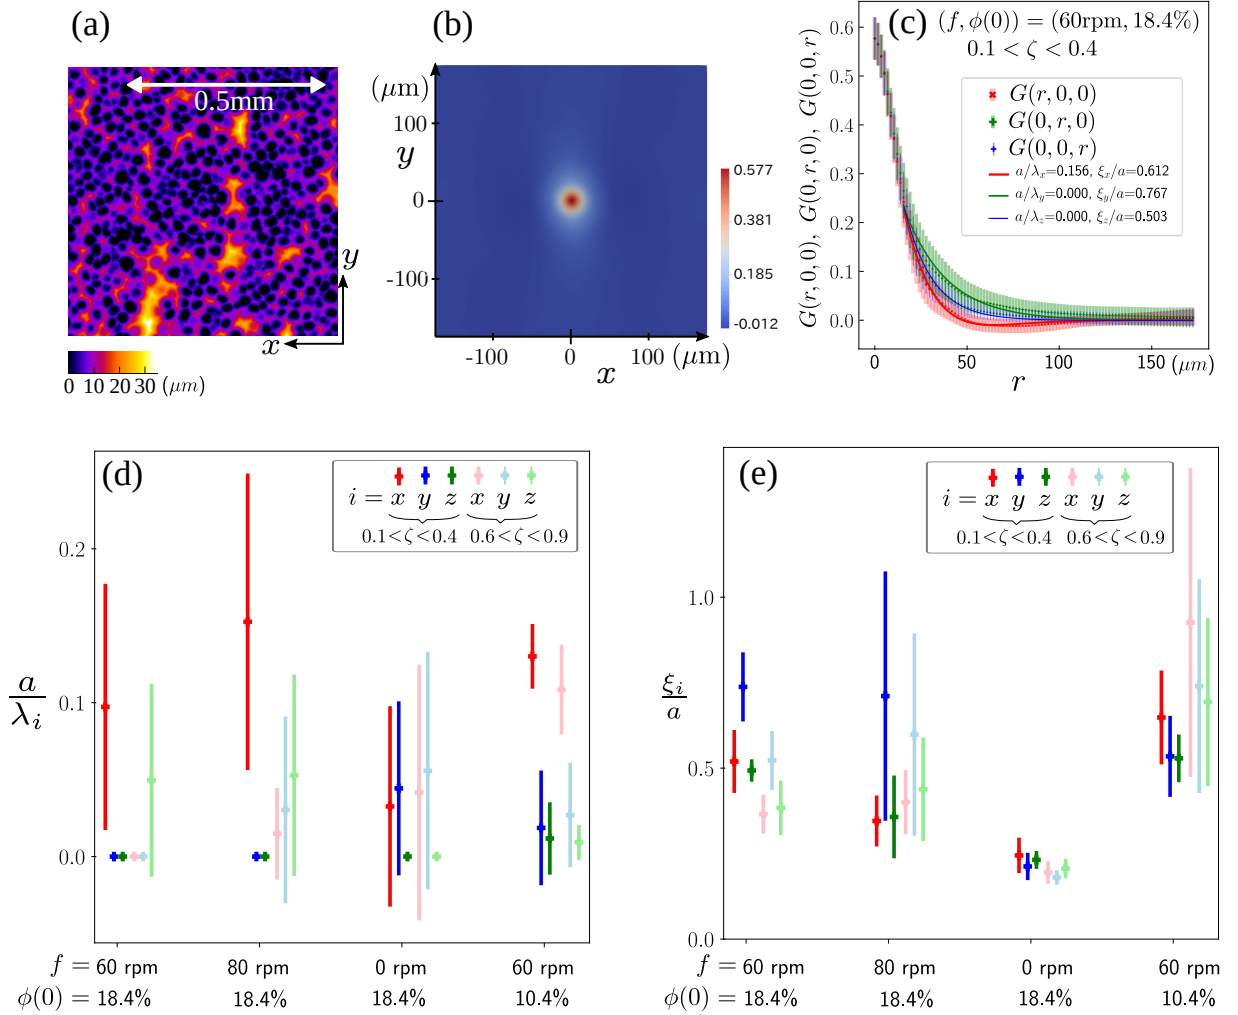 (a)
0.5mm
y
x
0 10 20 30 (μm)
(b)
(μm)
100
y
0
-100
-100 0 100 (μm)
x
0.577
0.381
0.185
-0.012
(c)
(f, ϕ(0)) = (60rpm, 18.4%)
0.1 < ζ < 0.4
G(r,0,0)
G(0,r,0)
G(0,0,r)
a/λx=0.156, ξx/a=0.612
a/λy=0.000, ξy/a=0.767
a/λz=0.000, ξz/a=0.503
G(r,0,0), G(0,r,0), G(0,0,r)
0.6
0.5
0.4
0.3
0.2
0.1
0.0
0 50 100 150 (μm)
r
(d)
i = x y z x y z
0.1<ζ<0.4 0.6<ζ<0.9
a/λi
0.2
0.1
0.0
f = 60 rpm 80 rpm 0 rpm 60 rpm
ϕ(0) = 18.4% 18.4% 18.4% 10.4%
(e)
i = x y z x y z
0.1<ζ<0.4 0.6<ζ<0.9
ξi/a
1.0
0.5
0.0
f = 60 rpm 80 rpm 0 rpm 60 rpm
ϕ(0) = 18.4% 18.4% 18.4% 10.4%